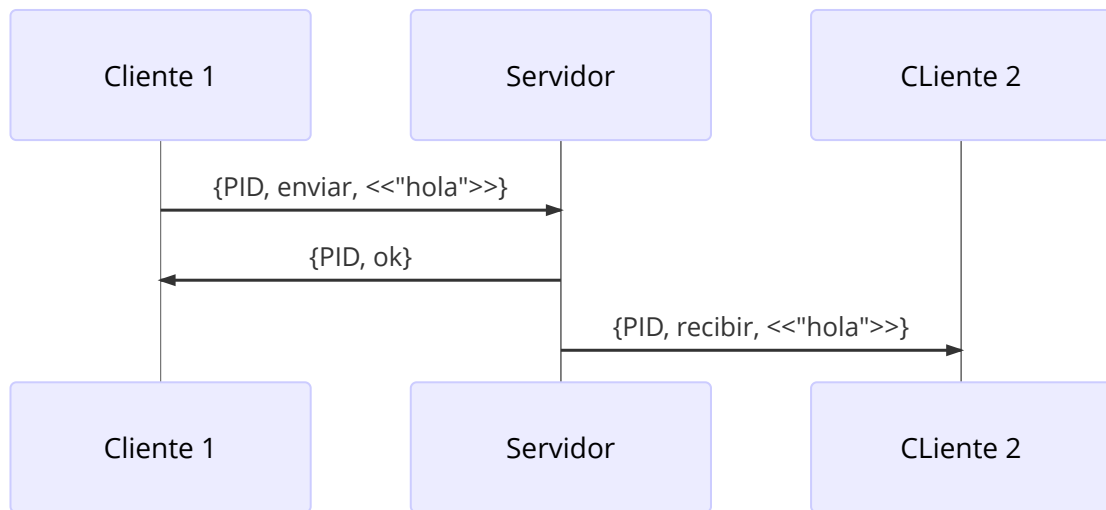 Cliente 1
Servidor
CLiente 2
{PID, enviar, <<"hola">>}
{PID, ok}
{PID, recibir, <<"hola">>}
Cliente 1
Servidor
CLiente 2